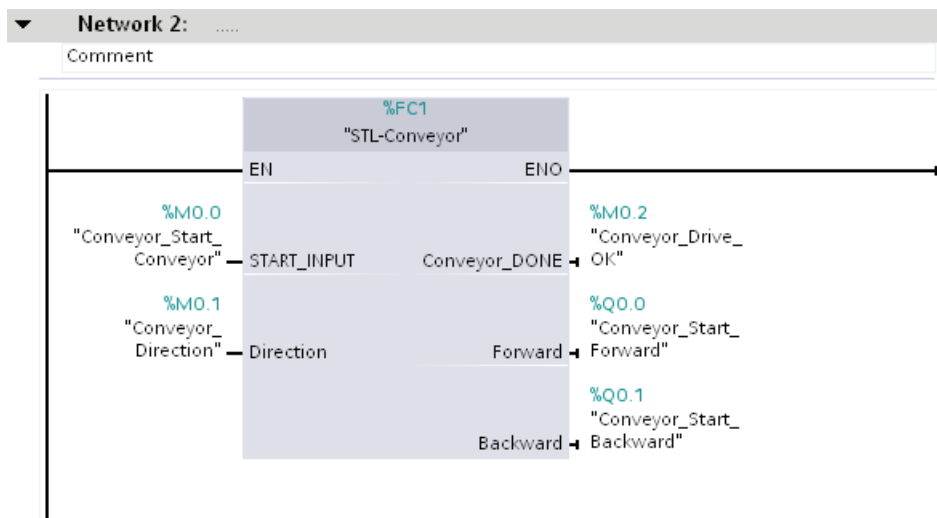 Network 2: .....
Comment
%FC1
"STL-Conveyor"
EN ENO
%M0.0
"Conveyor_Start_
Conveyor" START_INPUT
Conveyor_DONE
%M0.2
"Conveyor_Drive_
OK"
%M0.1
"Conveyor_
Direction" Direction
Forward
%Q0.0
"Conveyor_Start_
Forward"
Backward
%Q0.1
"Conveyor_Start_
Backward"